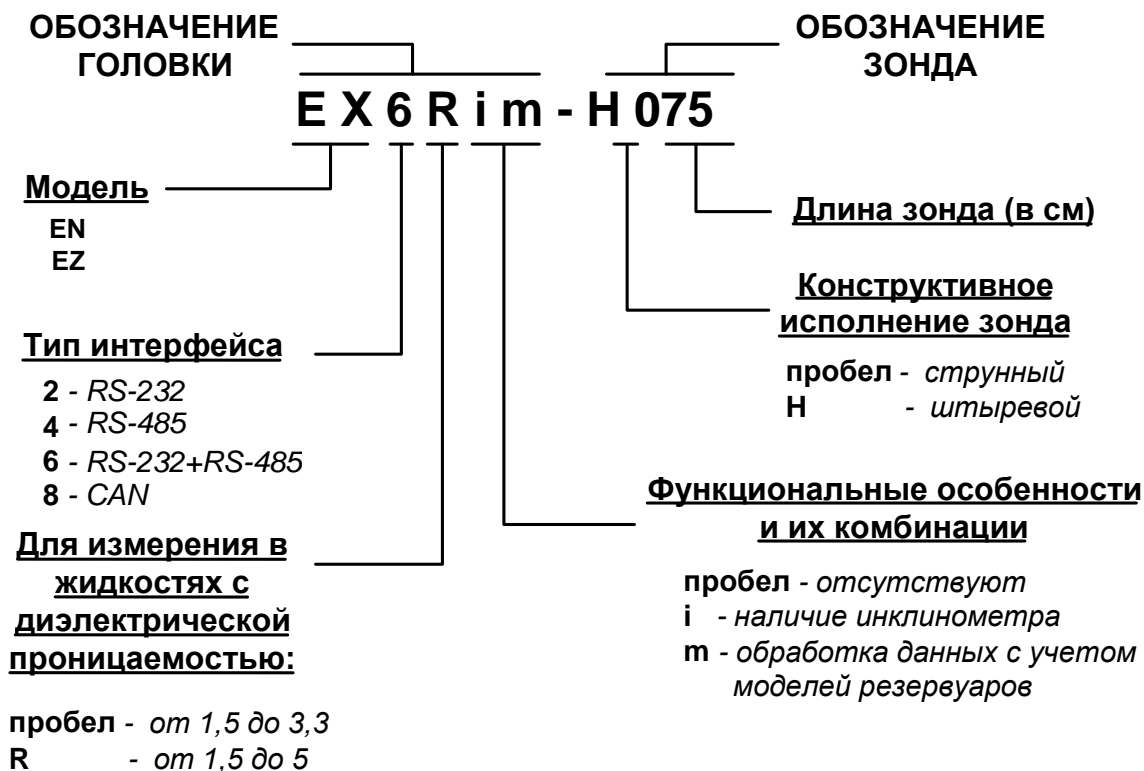 ОБОЗНАЧЕНИЕ
ГОЛОВКИ
ОБОЗНАЧЕНИЕ
ЗОНДА
E X 6 R i m - H 075
Модель
EN
EZ
Тип интерфейса
2 - RS-232
4 - RS-485
6 - RS-232+RS-485
8 - CAN
Для измерения в
жидкостях с
диэлектрической
проницаемостью:
пробел - от 1,5 до 3,3
R - от 1,5 до 5
Длина зонда (в см)
Конструктивное
исполнение зонда
пробел - струнный
Н - штыревой
Функциональные особенности
и их комбинации
пробел - отсутствуют
i - наличие инклинометра
m - обработка данных с учетом
моделей резервуаров